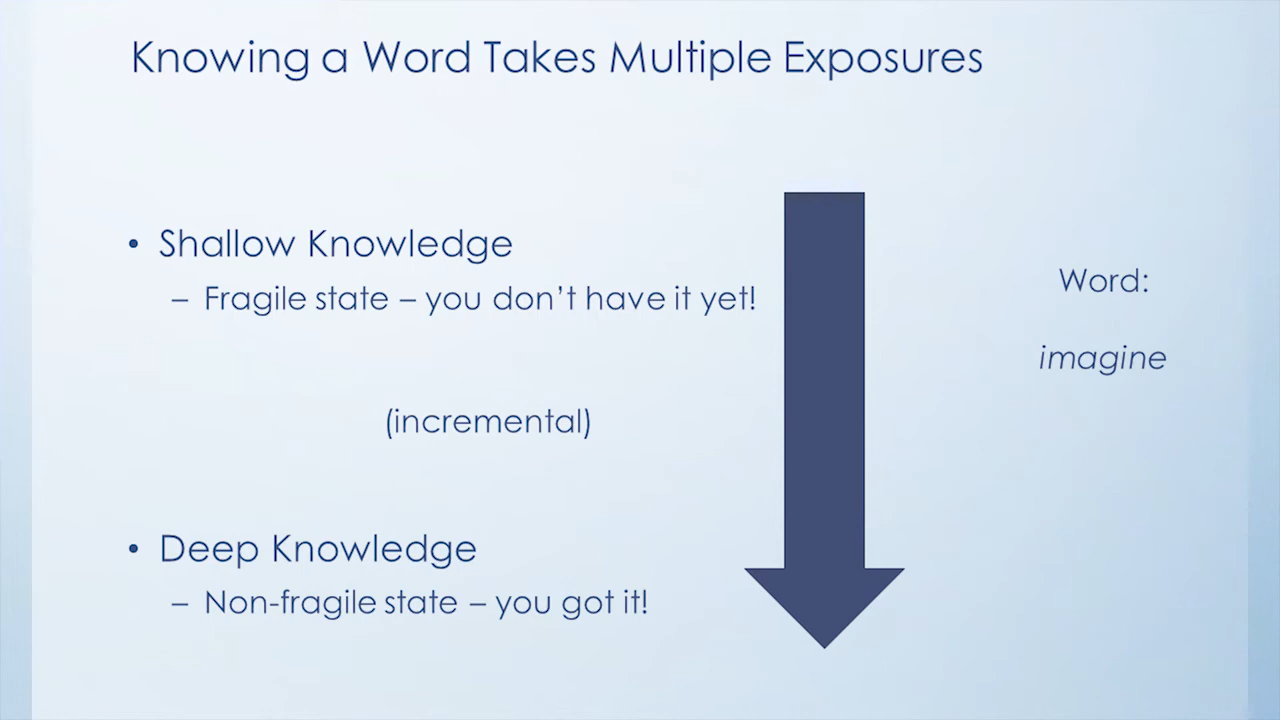 Knowing a Word Takes Multiple Exposures
• Shallow Knowledge
– Fragile state – you don’t have it yet!
(incremental)
• Deep Knowledge
– Non-fragile state – you got it!
Word:
imagine